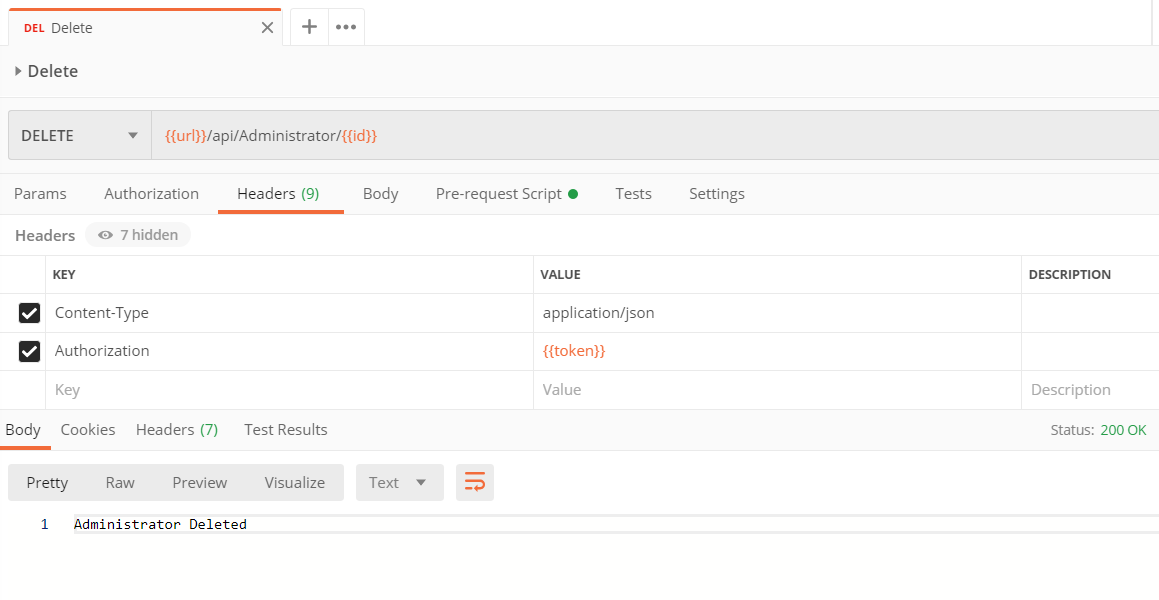 DEL Delete
Delete
DELETE {{url}}/api/Administrator/{{id}}
Params Authorization Headers (9) Body Pre-request Script Tests Settings
Headers 7 hidden
KEY VALUE DESCRIPTION
Content-Type application/json
Authorization {{token}}
Key Value Description
Body Cookies Headers (7) Test Results Status: 200 OK
Pretty Raw Preview Visualize Text
1 Administrator Deleted